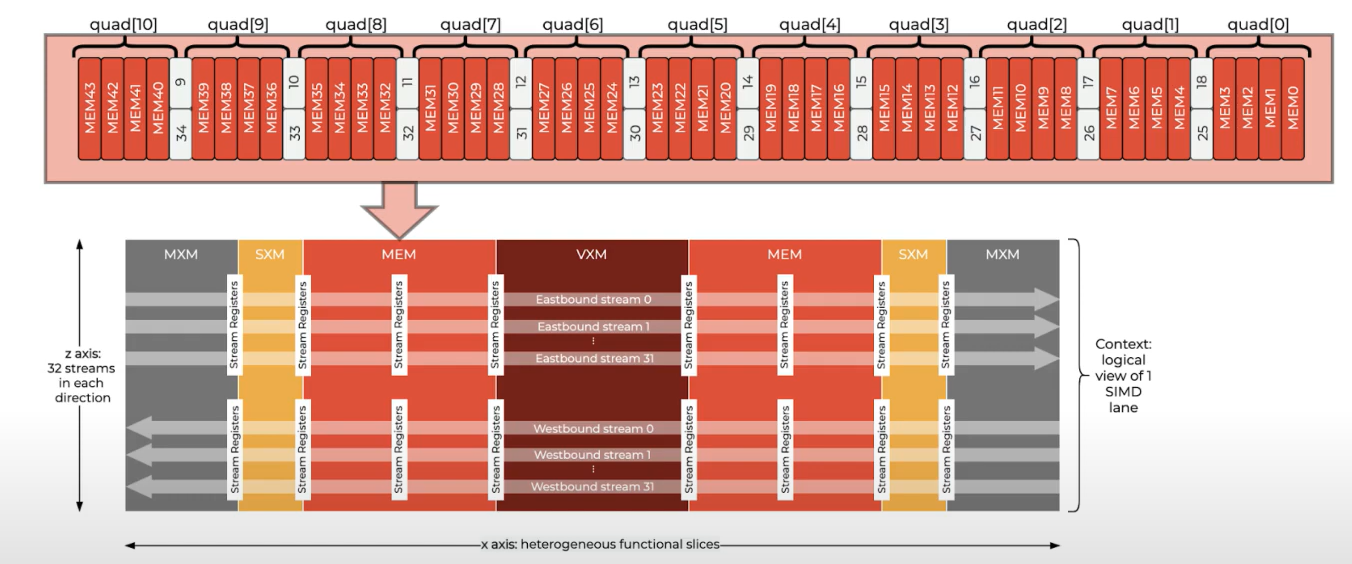 quad[10] quad[9] quad[8] quad[7] quad[6] quad[5] quad[4] quad[3] quad[2] quad[1] quad[0]
MEM43 MEM42 MEM41 MEM40 9 34 MEM39 MEM38 MEM37 MEM36 10 33 MEM35 MEM34 MEM33 MEM32 11 32 MEM31 MEM30 MEM29 MEM28 12 31 MEM27 MEM26 MEM25 MEM24 13 30 MEM23 MEM22 MEM21 MEM20 14 29 MEM19 MEM18 MEM17 MEM16 15 28 MEM15 MEM14 MEM13 MEM12 16 27 MEM11 MEM10 MEM9 MEM8 17 26 MEM7 MEM6 MEM5 MEM4 18 25 MEM3 MEM2 MEM1 MEM0
MXM SXM MEM VXM MEM SXM MXM
Stream Registers Stream Registers Stream Registers Stream Registers Stream Registers Stream Registers Stream Registers Stream Registers
Eastbound stream 0
Eastbound stream 1
⋮
Eastbound stream 31
Stream Registers Stream Registers Stream Registers Stream Registers Stream Registers Stream Registers Stream Registers Stream Registers
Westbound stream 0
Westbound stream 1
⋮
Westbound stream 31
z axis:
32 streams
in each
direction
Context:
logical
view of 1
SIMD
lane
x axis: heterogeneous functional slices